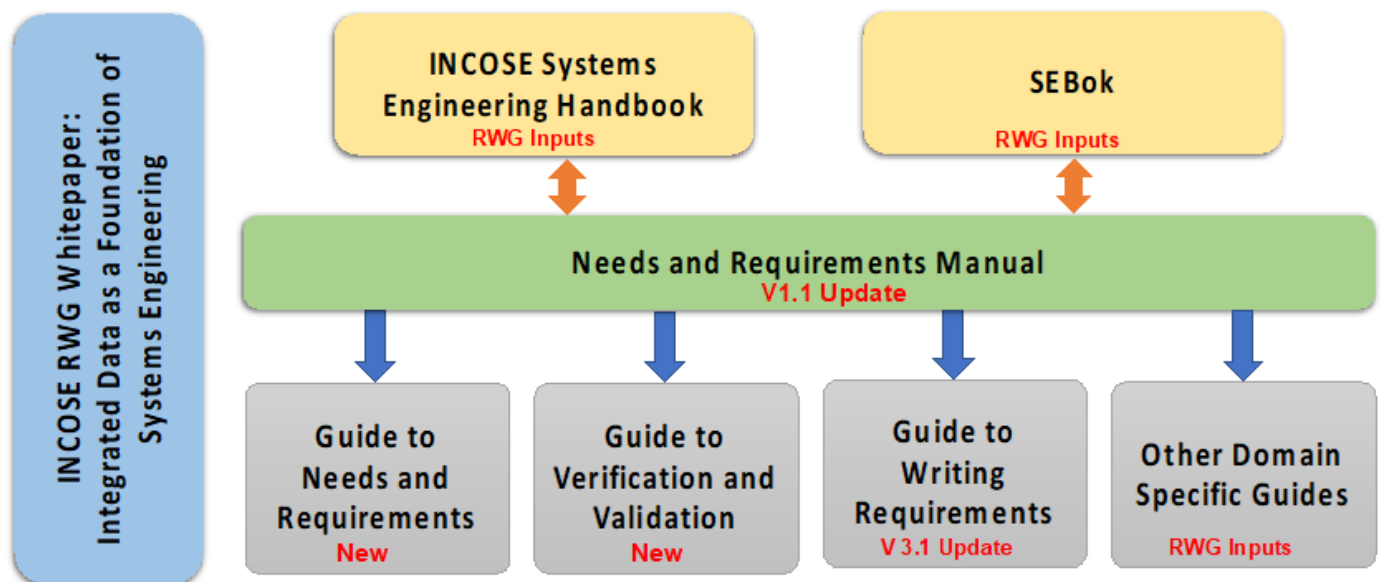 INCOSE RWG Whitepaper:
Integrated Data as a Foundation of
Systems Engineering
INCOSE Systems
Engineering Handbook
RWG Inputs
SEBok
RWG Inputs
Needs and Requirements Manual
V1.1 Update
Guide to
Needs and
Requirements
New
Guide to
Verification and
Validation
New
Guide to
Writing
Requirements
V 3.1 Update
Other Domain
Specific Guides
RWG Inputs